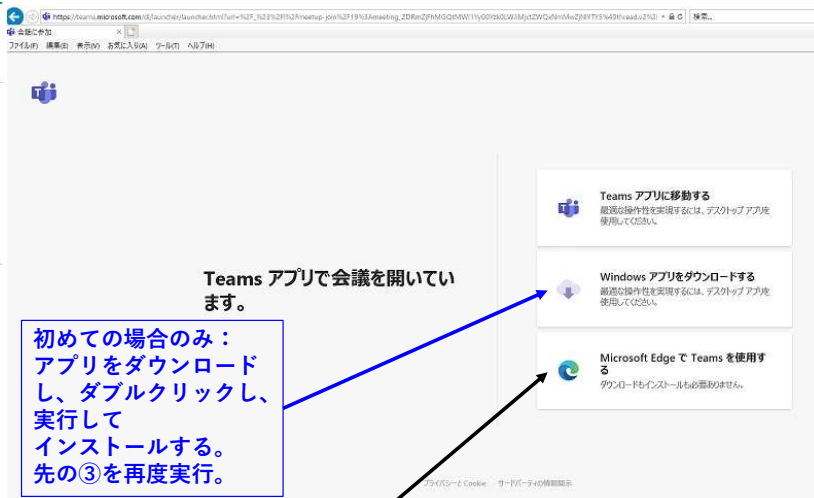 会議に参加
検索...
ファイル(F) 編集(E) 表示(V) お気に入り(A) ツール(T) ヘルプ(H)
Teams アプリで会議を開いてい
ます。
Teams アプリに移動する
最適な操作性を実現するには、デスクトップ アプリを
使用してください。
Windows アプリをダウンロードする
最適な操作性を実現するには、デスクトップ アプリを
使用してください。
Microsoft Edge で Teams を使用す
る
ダウンロードもインストールも必要ありません。
初めての場合のみ：
アプリをダウンロード
し、ダブルクリックし、
実行して
インストールする。
先の③を再度実行。
プライバシーと Cookie サードパーティの情報開示